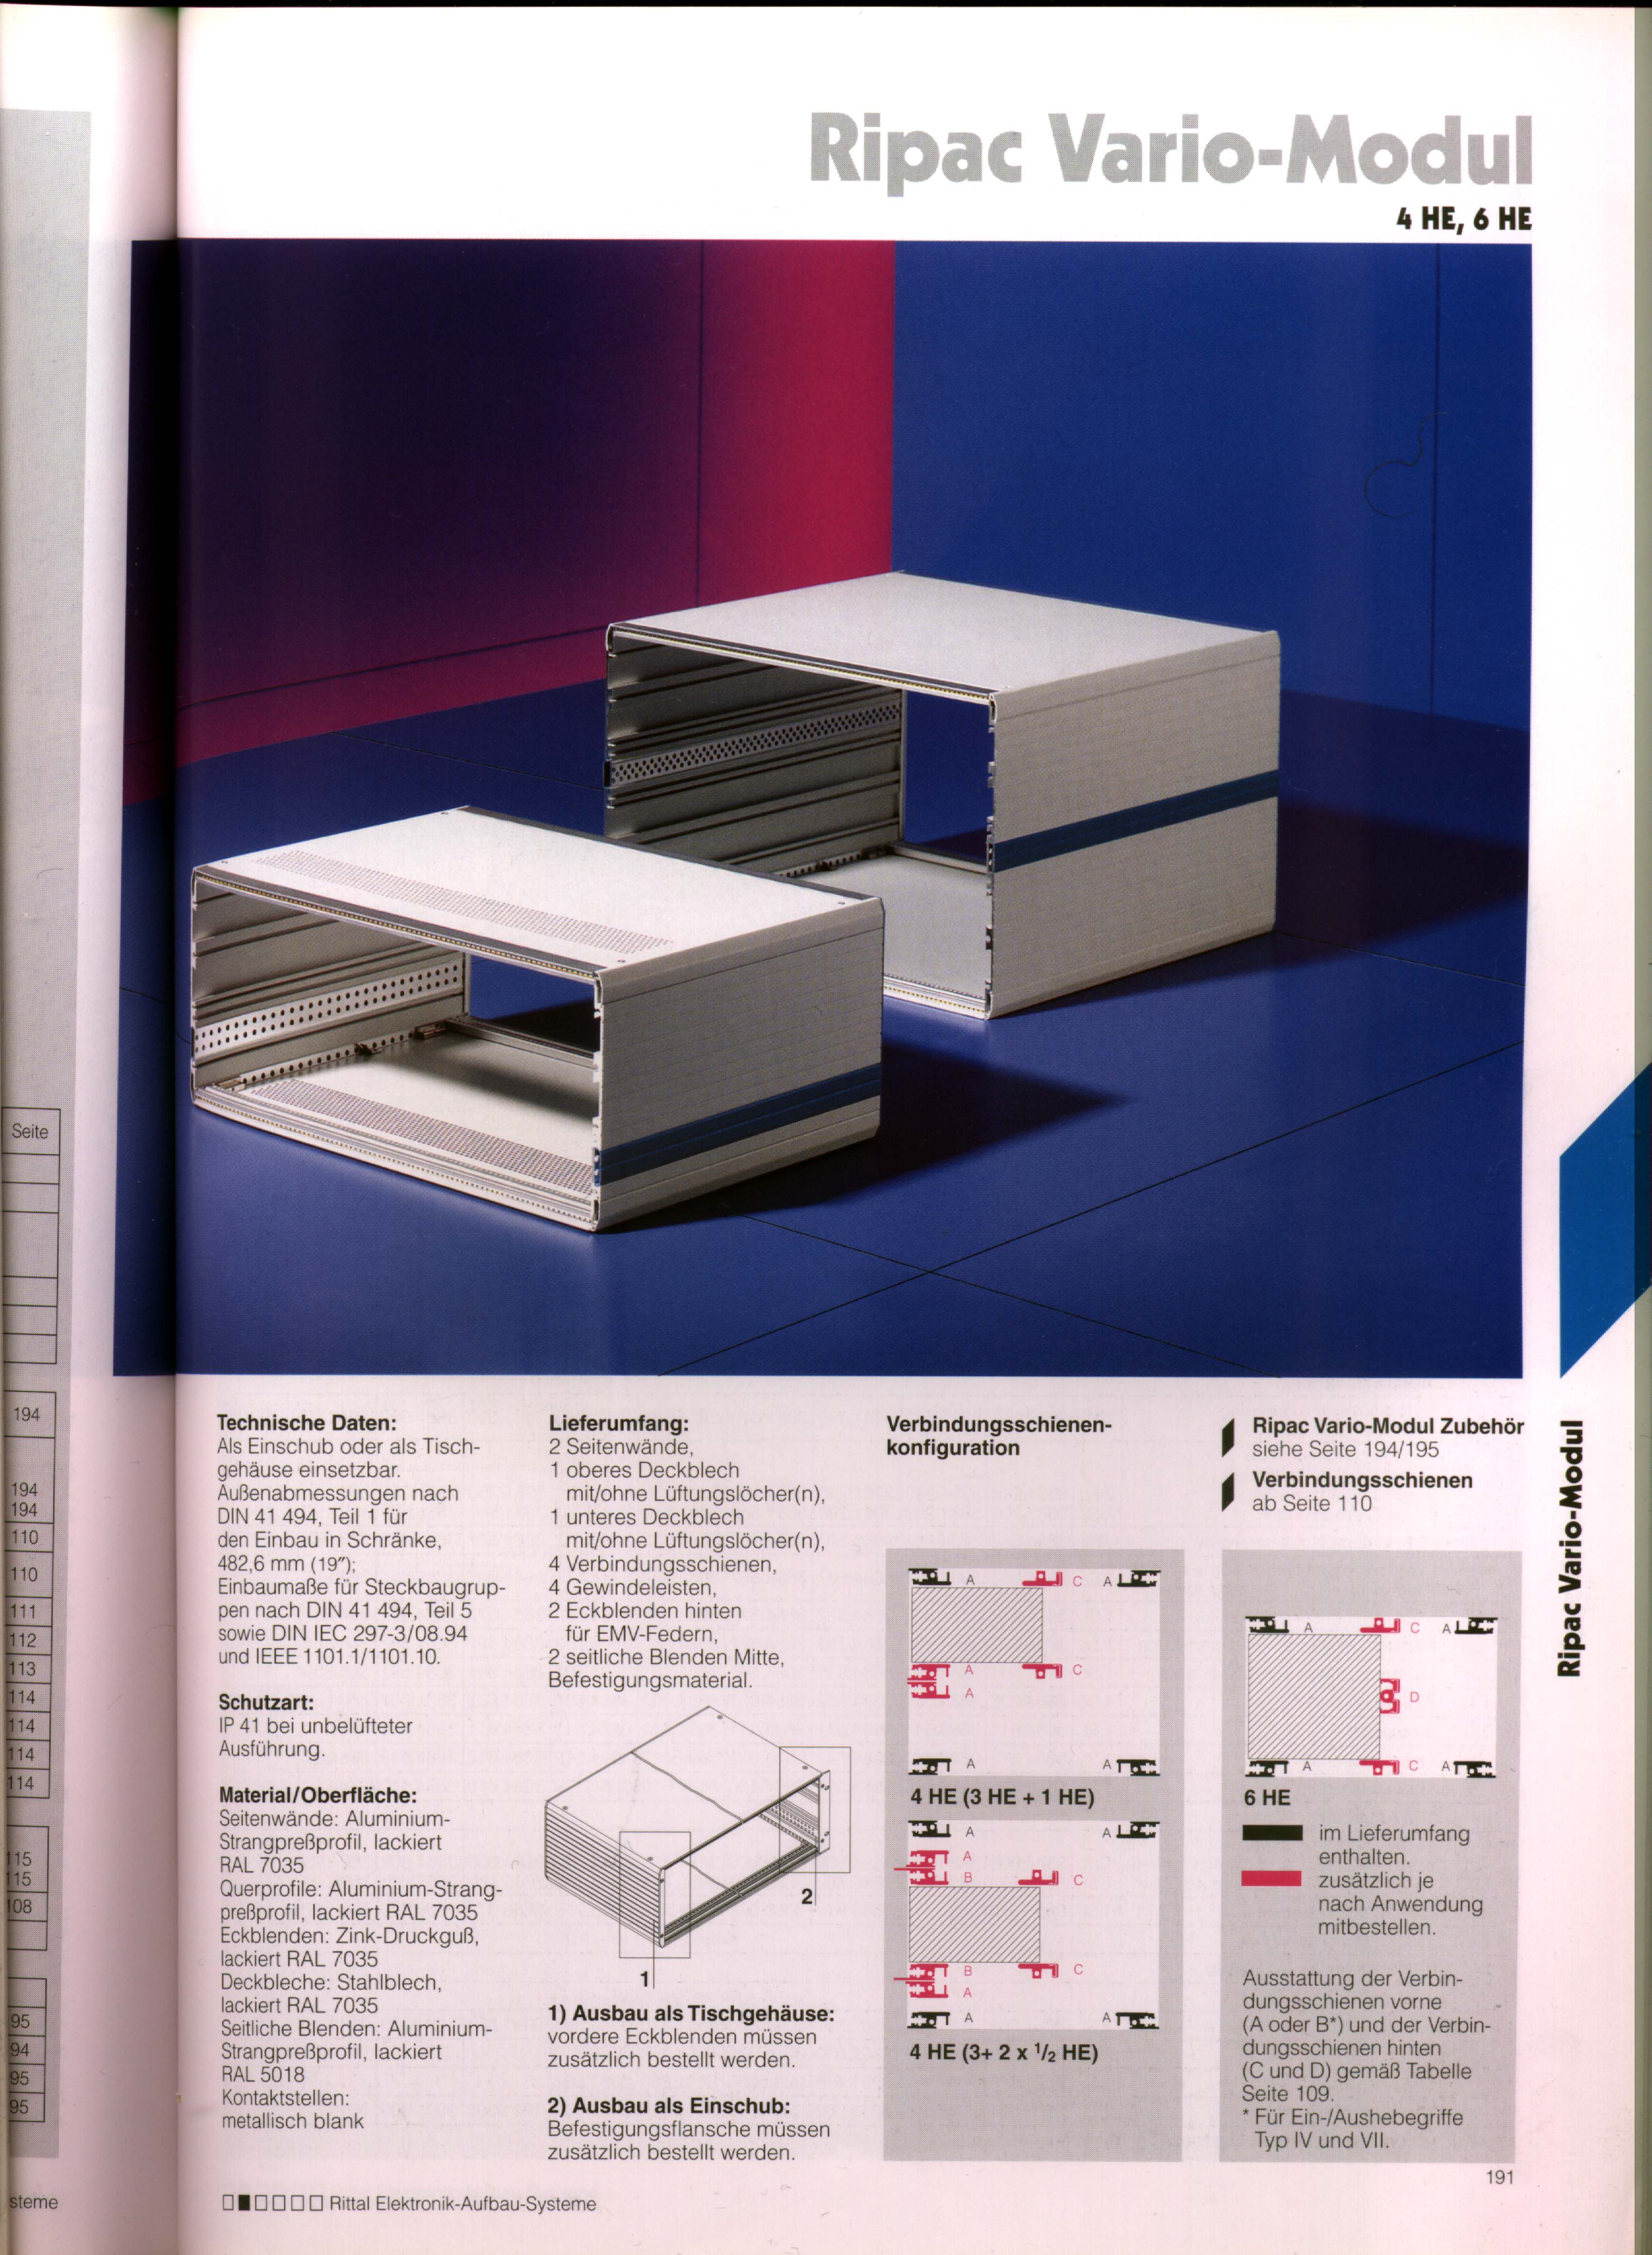 Ripac Vario-Modul
4 HE, 6 HE
Seite
194
194
194
110
110
111
112
113
114
114
114
114
115
115
108
95
94
95
95
steme
Technische Daten:
Als Einschub oder als Tisch-
gehäuse einsetzbar.
Außenabmessungen nach
DIN 41 494, Teil 1 für
den Einbau in Schränke,
482,6 mm (19″);
Einbaumaße für Steckbaugrup-
pen nach DIN 41 494, Teil 5
sowie DIN IEC 297-3/08.94
und IEEE 1101.1/1101.10.
Schutzart:
IP 41 bei unbelüfteter
Ausführung.
Material/Oberfläche:
Seitenwände: Aluminium-
Strangpreßprofil, lackiert
RAL 7035
Querprofile: Aluminium-Strang-
preßprofil, lackiert RAL 7035
Eckblenden: Zink-Druckguß,
lackiert RAL 7035
Deckbleche: Stahlblech,
lackiert RAL 7035
Seitliche Blenden: Aluminium-
Strangpreßprofil, lackiert
RAL 5018
Kontaktstellen:
metallisch blank
Lieferumfang:
2 Seitenwände,
1 oberes Deckblech
mit/ohne Lüftungslöcher(n),
1 unteres Deckblech
mit/ohne Lüftungslöcher(n),
4 Verbindungsschienen,
4 Gewindeleisten,
2 Eckblenden hinten
für EMV-Federn,
2 seitliche Blenden Mitte,
Befestigungsmaterial.
2
1
1) Ausbau als Tischgehäuse:
vordere Eckblenden müssen
zusätzlich bestellt werden.
2) Ausbau als Einschub:
Befestigungsflansche müssen
zusätzlich bestellt werden.
Verbindungsschienen-
konfiguration
A C A
A C
A
A A
4 HE (3 HE + 1 HE)
A A
A
B C
B C
A
A A
4 HE (3+ 2 x 1/2 HE)
Ripac Vario-Modul Zubehör
siehe Seite 194/195
Verbindungsschienen
ab Seite 110
A C A
D
A C A
6 HE
im Lieferumfang
enthalten.
zusätzlich je
nach Anwendung
mitbestellen.
Ausstattung der Verbin-
dungsschienen vorne
(A oder B*) und der Verbin-
dungsschienen hinten
(C und D) gemäß Tabelle
Seite 109.
* Für Ein-/Aushebegriffe
Typ IV und VII.
Ripac Vario-Modul
191
Rittal Elektronik-Aufbau-Systeme